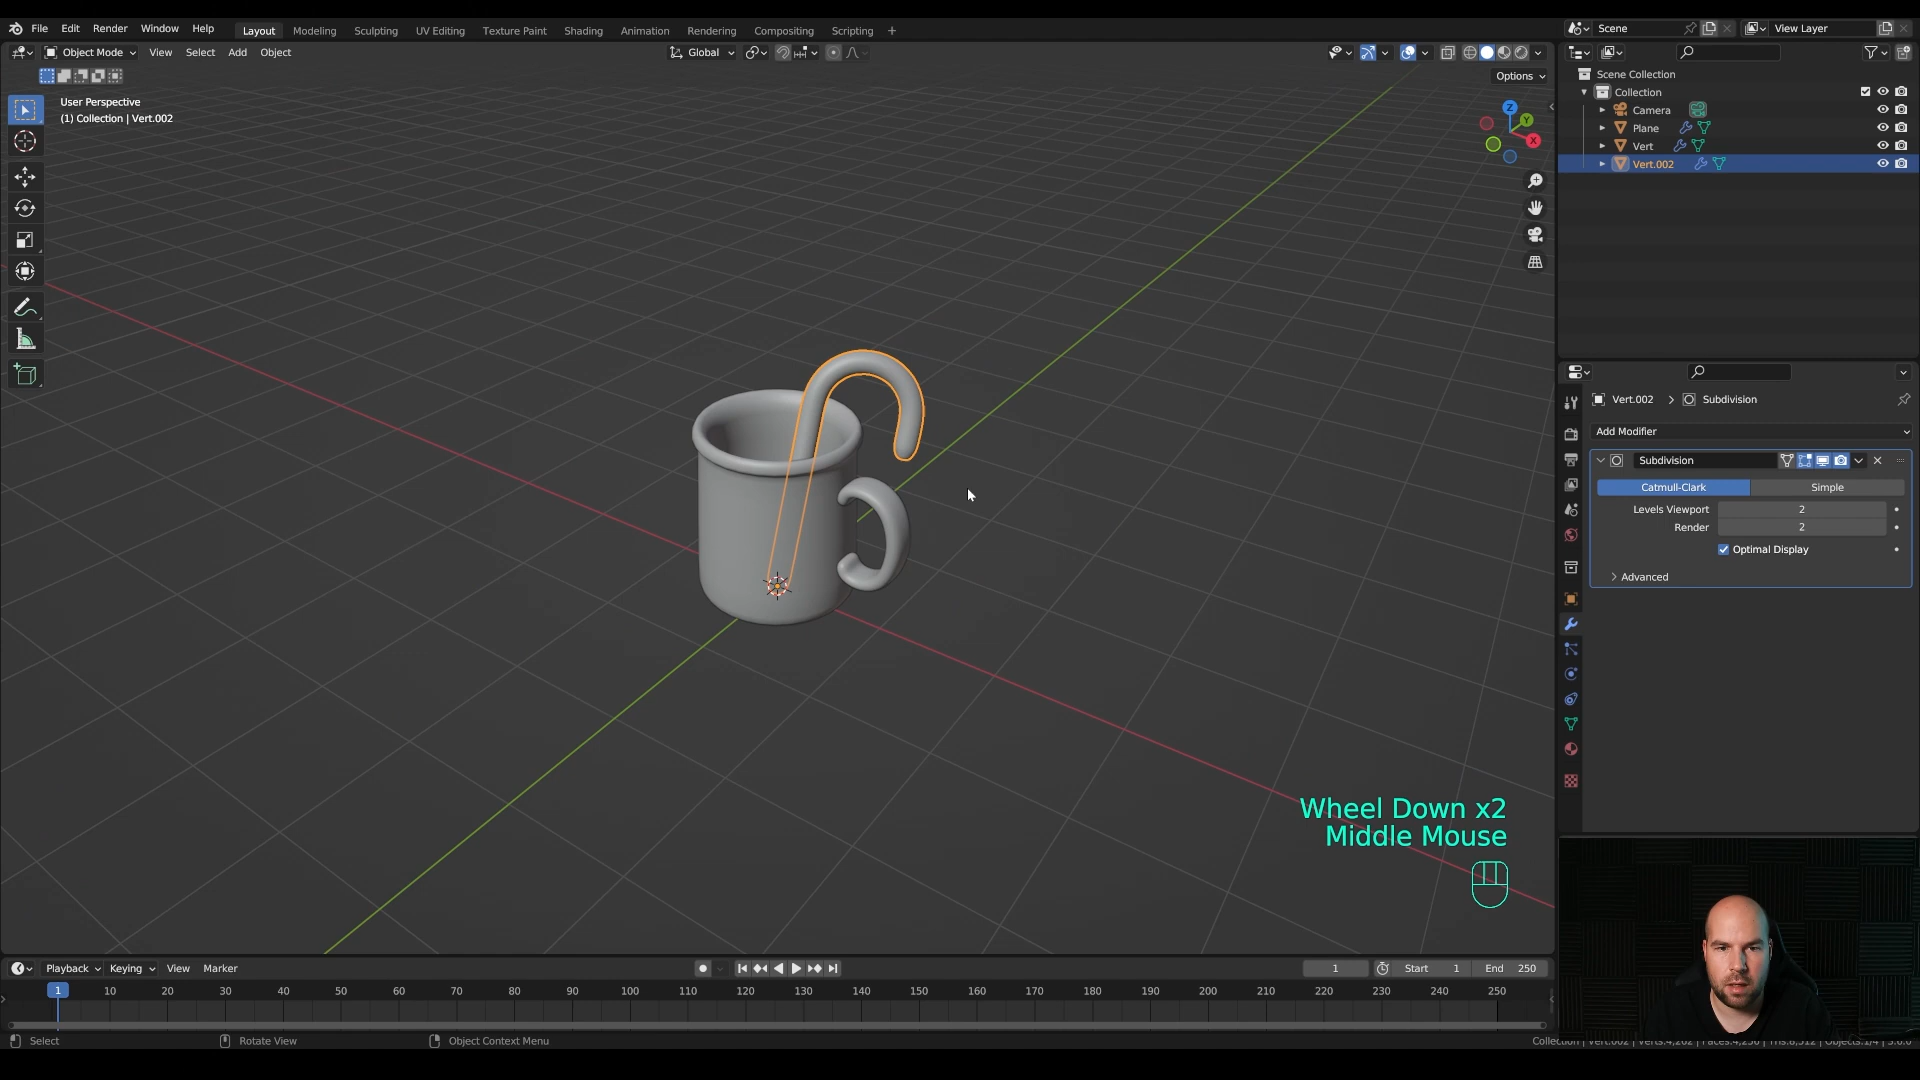 File Edit Render Window Help
Layout Modeling Sculpting UV Editing Texture Paint Shading Animation Rendering Compositing Scripting +
Scene
View Layer
Object Mode View Select Add Object
Global
Options
User Perspective
(1) Collection | Vert.002
Z
Y
X
Scene Collection
Collection
Camera
Plane
Vert
Vert.002
Vert.002 > Subdivision
Add Modifier
Subdivision
Catmull-Clark Simple
Levels Viewport 2
Render 2
Optimal Display
Advanced
Wheel Down x2
Middle Mouse
Playback Keying View Marker
1 Start 1 End 250
1 10 20 30 40 50 60 70 80 90 100 110 120 130 140 150 160 170 180 190 200 210 220 230 240 250
Select Rotate View Object Context Menu